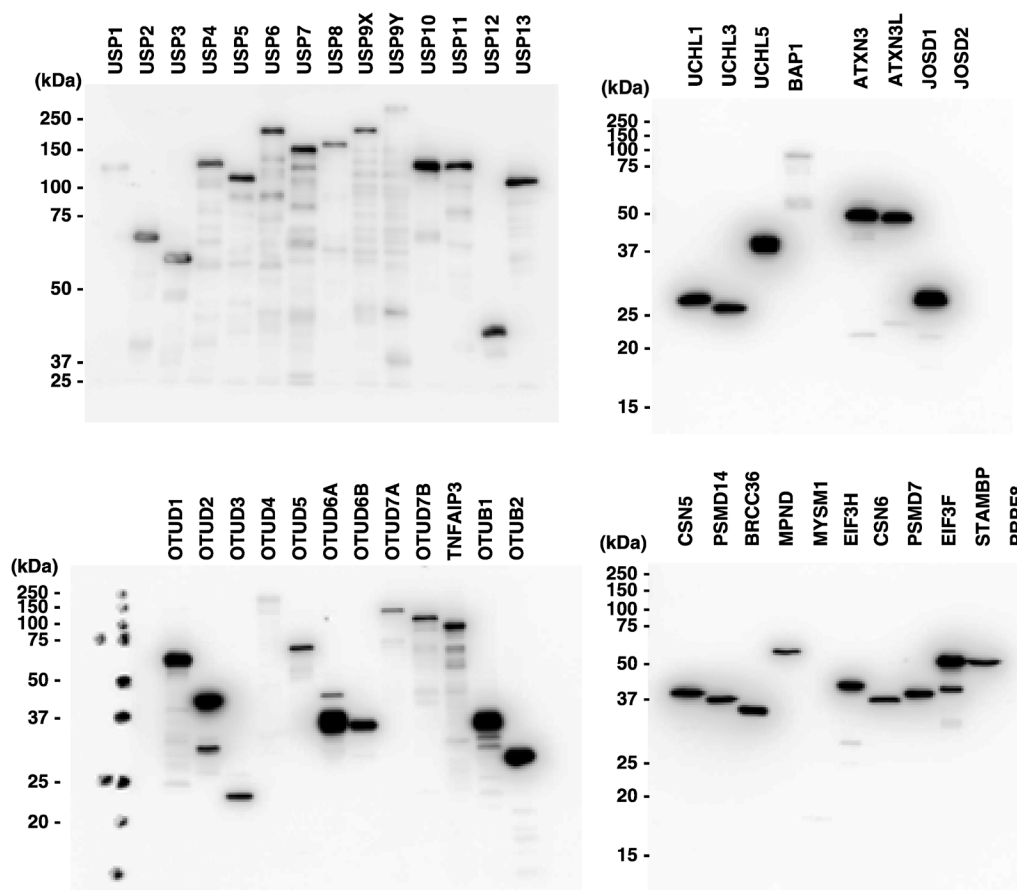 USP1
USP2
USP3
USP4
USP5
USP6
USP7
USP8
USP9X
USP9Y
USP10
USP11
USP12
USP13
(kDa)
250 -
150 -
100 -
75 -
50 -
37 -
25 -
UCHL1
UCHL3
UCHL5
BAP1
ATXN3
ATXN3L
JOSD1
JOSD2
(kDa)
250 -
150 -
100 -
75 -
50 -
37 -
25 -
20 -
15 -
OTUD1
OTUD2
OTUD3
OTUD4
OTUD5
OTUD6A
OTUD6B
OTUD7A
OTUD7B
TNFAIP3
OTUB1
OTUB2
(kDa)
250 -
150 -
100 -
75 -
50 -
37 -
25 -
20 -
CSN5
PSMD14
BRCC36
MPND
MYSM1
EIF3H
CSN6
PSMD7
EIF3F
STAMBP
(kDa)
250 -
150 -
100 -
75 -
50 -
37 -
25 -
20 -
15 -